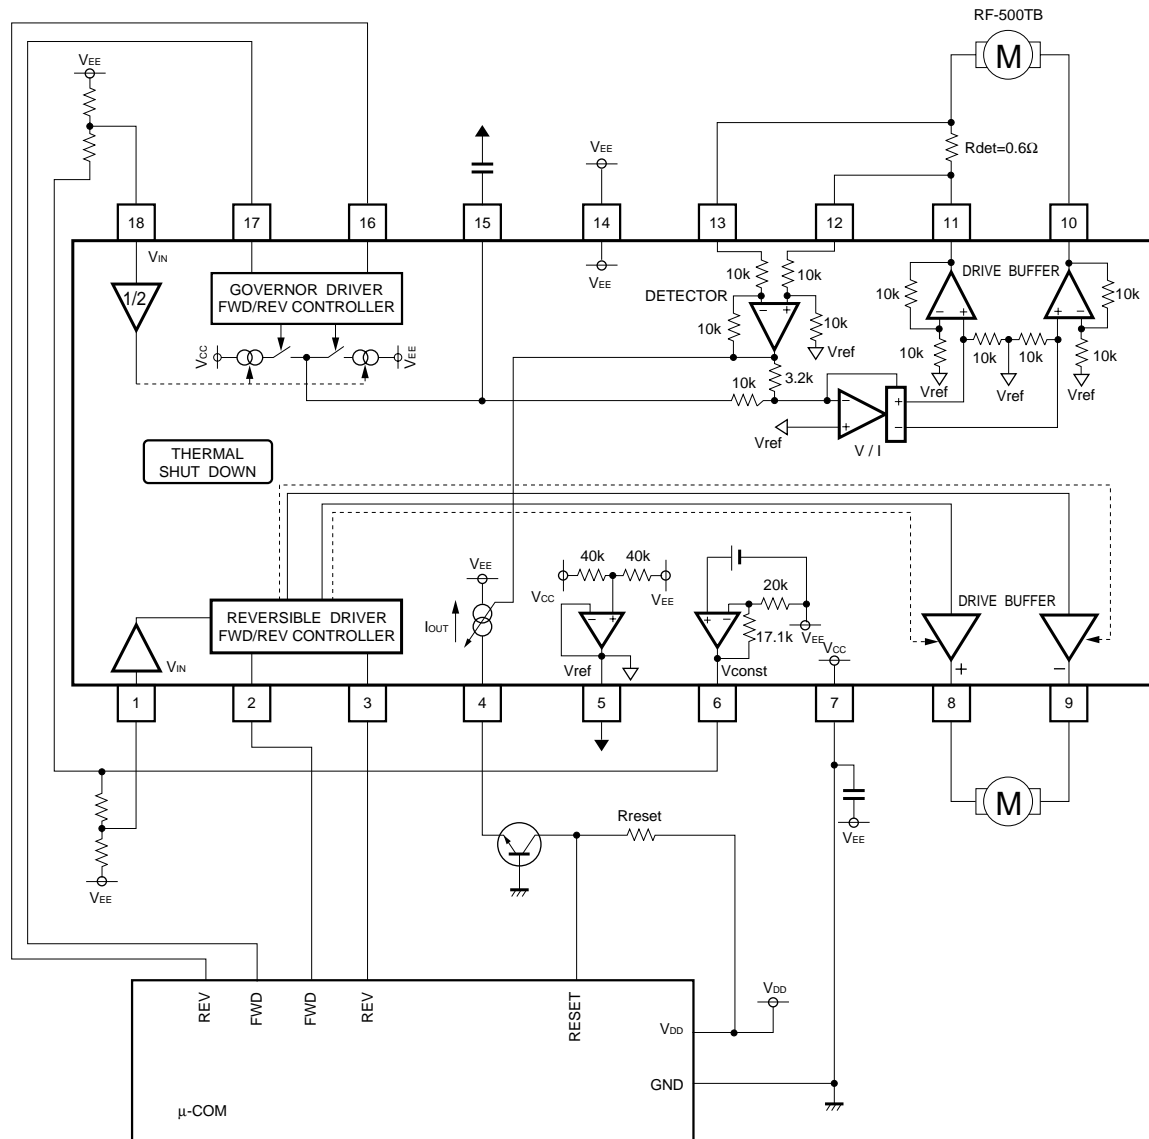 RF-500TB
M
VEE
Rdet=0.6Ω
VEE
18
17
16
15
14
13
12
11
10
VIN
VEE
1/2
GOVERNOR DRIVER
FWD/REV CONTROLLER
VCC
VEE
DETECTOR
10k
10k
10k
10k
Vref
3.2k
10k
Vref
V / I
DRIVE BUFFER
10k
10k
10k
10k
10k
10k
Vref
Vref
Vref
THERMAL
SHUT DOWN
REVERSIBLE DRIVER
FWD/REV CONTROLLER
VIN
VEE
IOUT
40k
40k
VCC
VEE
Vref
20k
17.1k
VEE
Vconst
VCC
DRIVE BUFFER
1
2
3
4
5
6
7
8
9
M
VEE
VEE
Rreset
REV
FWD
FWD
REV
RESET
VDD
VDD
GND
μ-COM